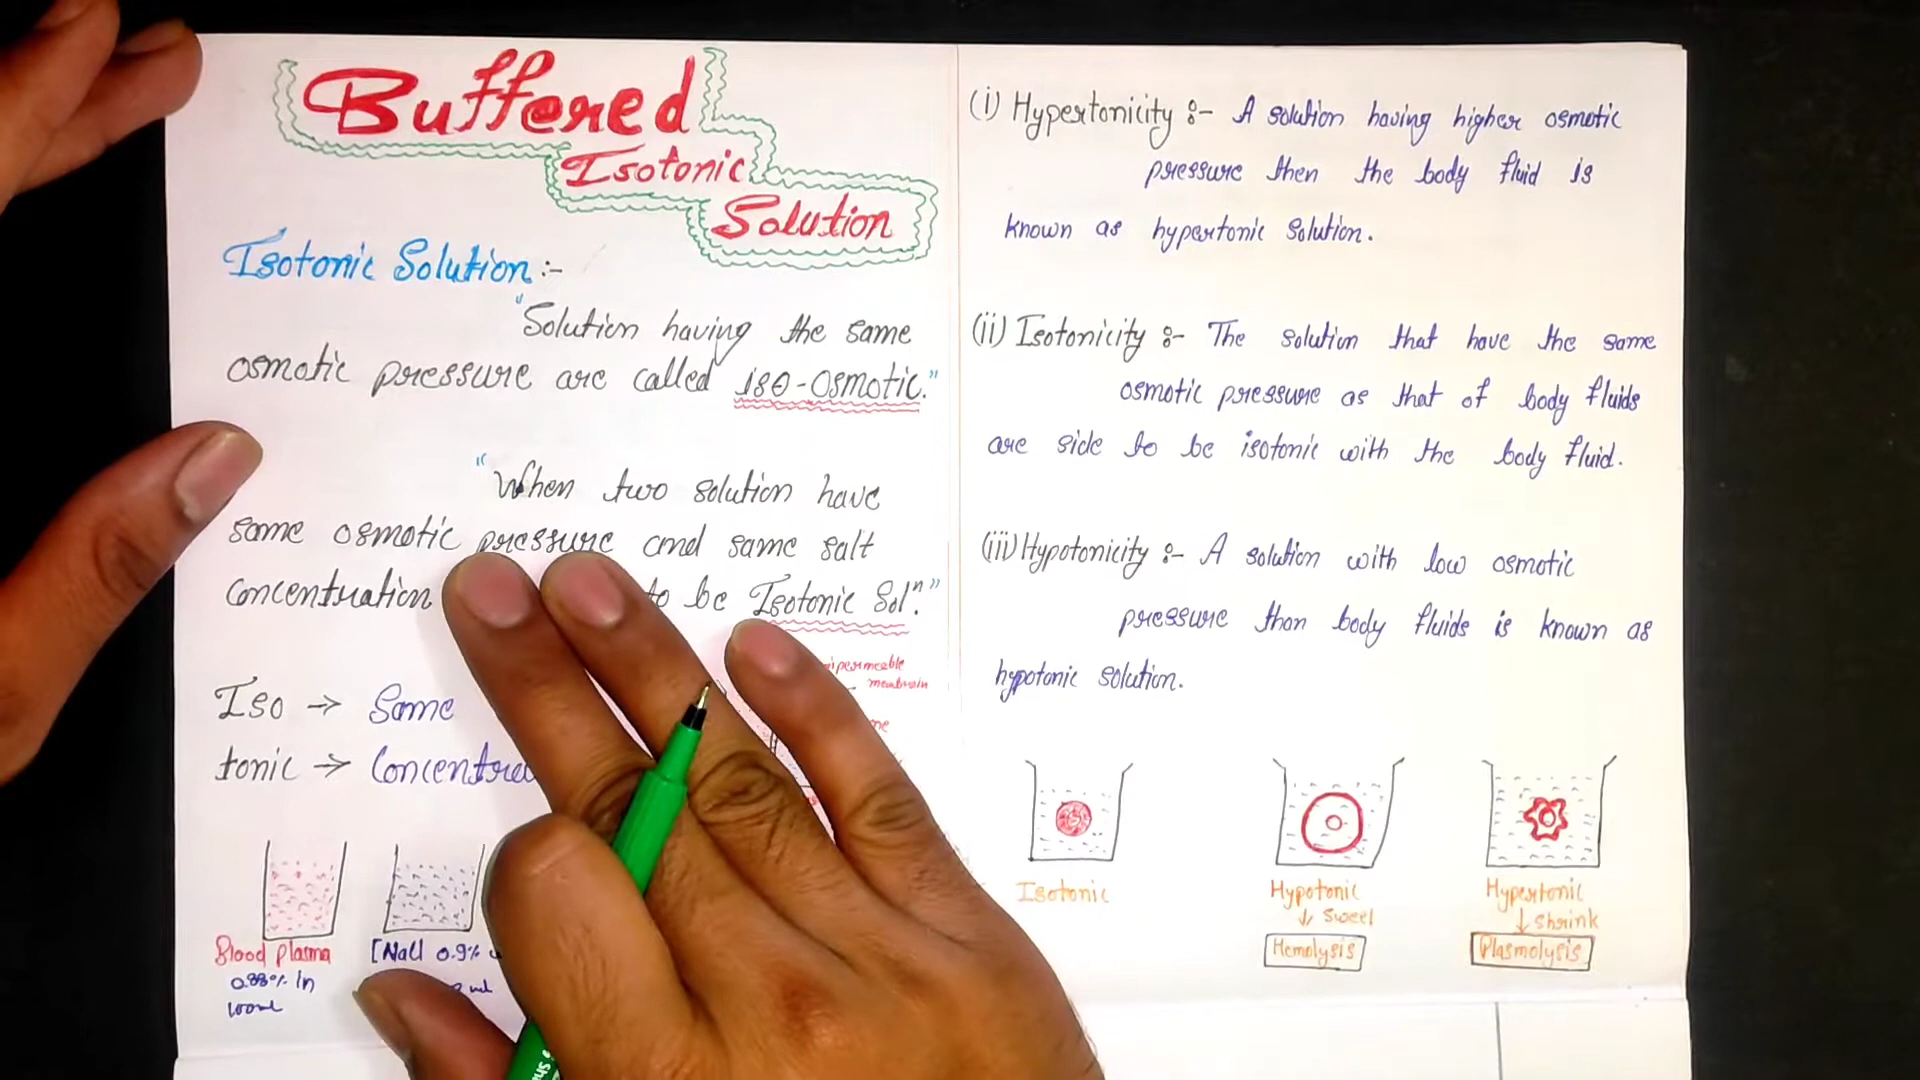 Buffered
Isotonic
Solution
Isotonic Solution :-
"Solution having the same
osmotic pressure are called iso-osmotic."
"When two solution have
same osmotic pressure and same salt
concentration to be Isotonic Solⁿ."
membrain
Iso → Same
tonic → Concentred
Blood plasma
0.88% in
100ml
[Nacl 0.9%
ml
(i) Hypertonicity :- A solution having higher osmotic
pressure then the body fluid is
known as hypertonic solution.
(ii) Isotonicity :- The solution that have the same
osmotic pressure as that of body fluids
are side to be isotonic with the body fluid.
(iii) Hypotonicity :- A solution with low osmotic
pressure than body fluids is known as
hypotonic solution.
Isotonic
Hypotonic
↓ Sweel
Hemolysis
Hypertonic
↓ Shrink
Plasmolysis